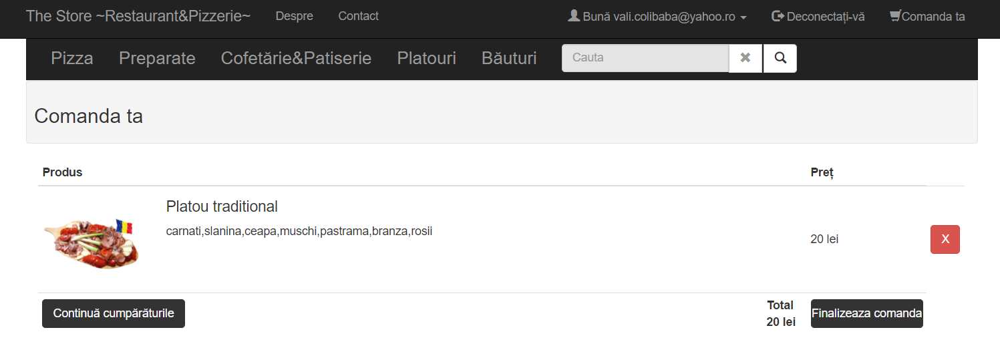 The Store ~Restaurant&Pizzerie~ Despre Contact Bună vali.colibaba@yahoo.ro Deconectați-vă Comanda ta
Pizza Preparate Cofetărie&Patiserie Platouri Băuturi Cauta
Comanda ta
Produs Preț
Platou traditional
carnati,slanina,ceapa,muschi,pastrama,branza,rosii
20 lei X
Continuă cumpărăturile Total Finalizeaza comanda
20 lei